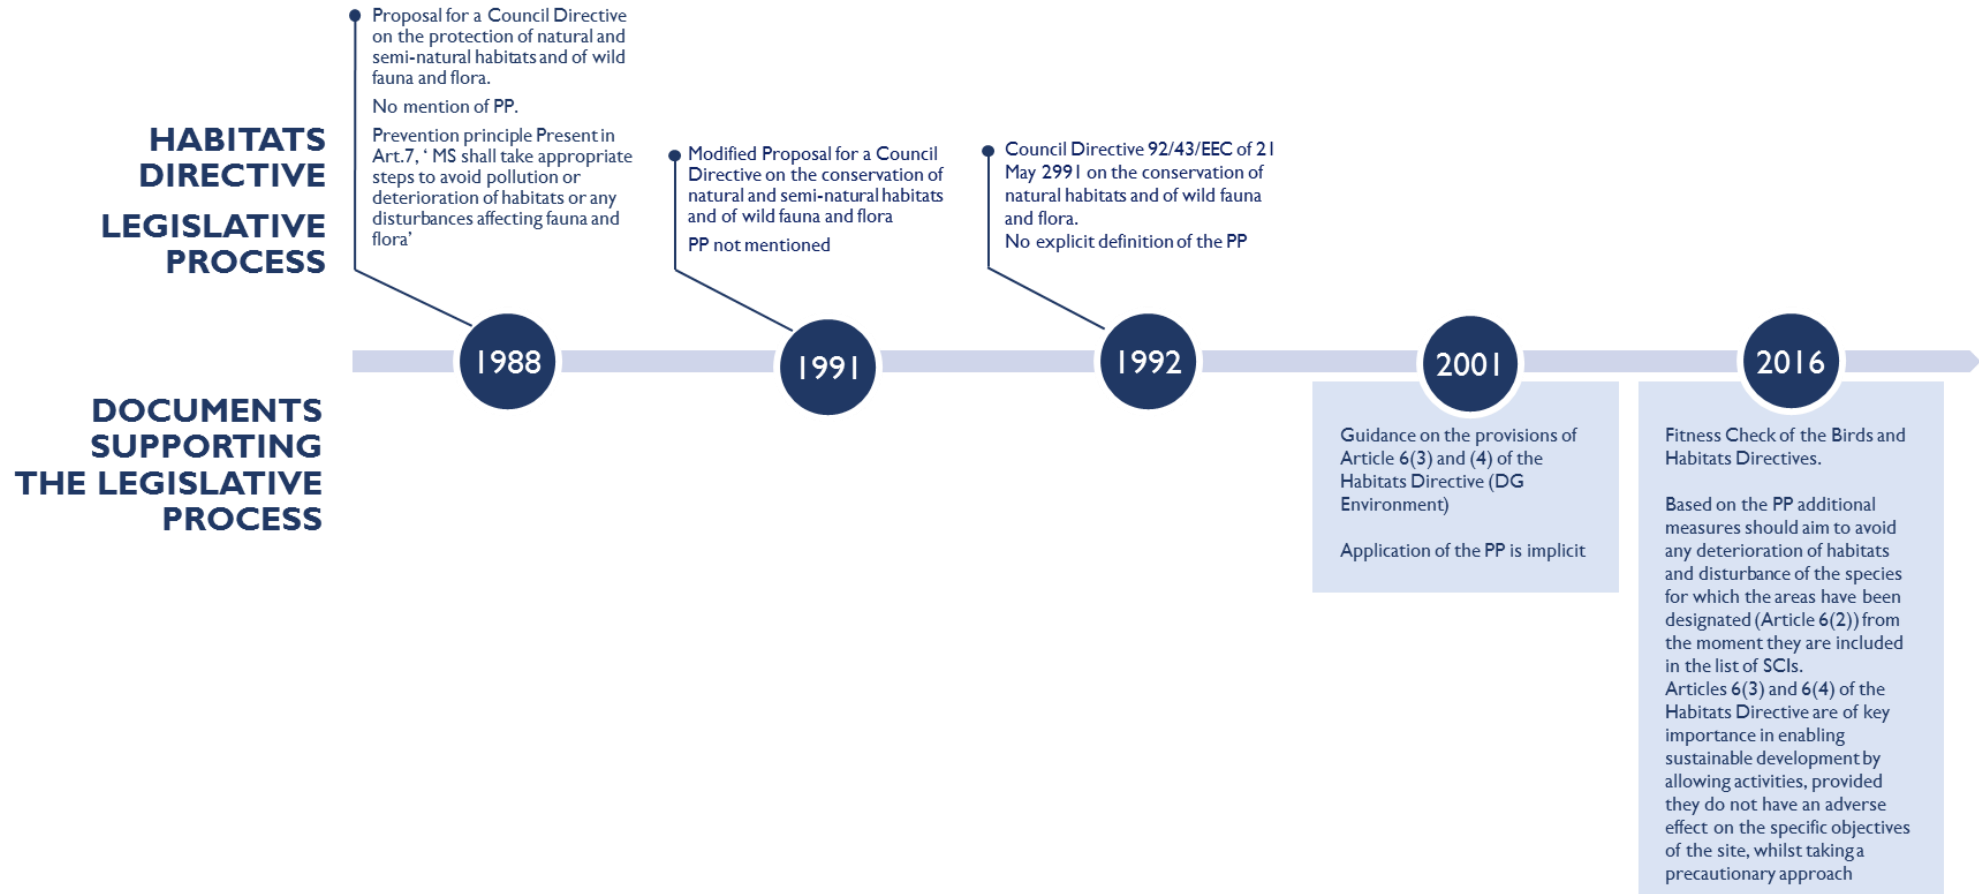 HABITATS
DIRECTIVE
LEGISLATIVE
PROCESS
Proposal for a Council Directive
on the protection of natural and
semi-natural habitats and of wild
fauna and flora.
No mention of PP.
Prevention principle Present in
Art.7, ‘ MS shall take appropriate
steps to avoid pollution or
deterioration of habitats or any
disturbances affecting fauna and
flora’
Modified Proposal for a Council
Directive on the conservation of
natural and semi-natural habitats
and of wild fauna and flora
PP not mentioned
Council Directive 92/43/EEC of 21
May 2991 on the conservation of
natural habitats and of wild fauna
and flora.
No explicit definition of the PP
1988
1991
1992
2001
2016
DOCUMENTS
SUPPORTING
THE LEGISLATIVE
PROCESS
Guidance on the provisions of
Article 6(3) and (4) of the
Habitats Directive (DG
Environment)
Application of the PP is implicit
Fitness Check of the Birds and
Habitats Directives.
Based on the PP additional
measures should aim to avoid
any deterioration of habitats
and disturbance of the species
for which the areas have been
designated (Article 6(2)) from
the moment they are included
in the list of SCIs.
Articles 6(3) and 6(4) of the
Habitats Directive are of key
importance in enabling
sustainable development by
allowing activities, provided
they do not have an adverse
effect on the specific objectives
of the site, whilst taking a
precautionary approach